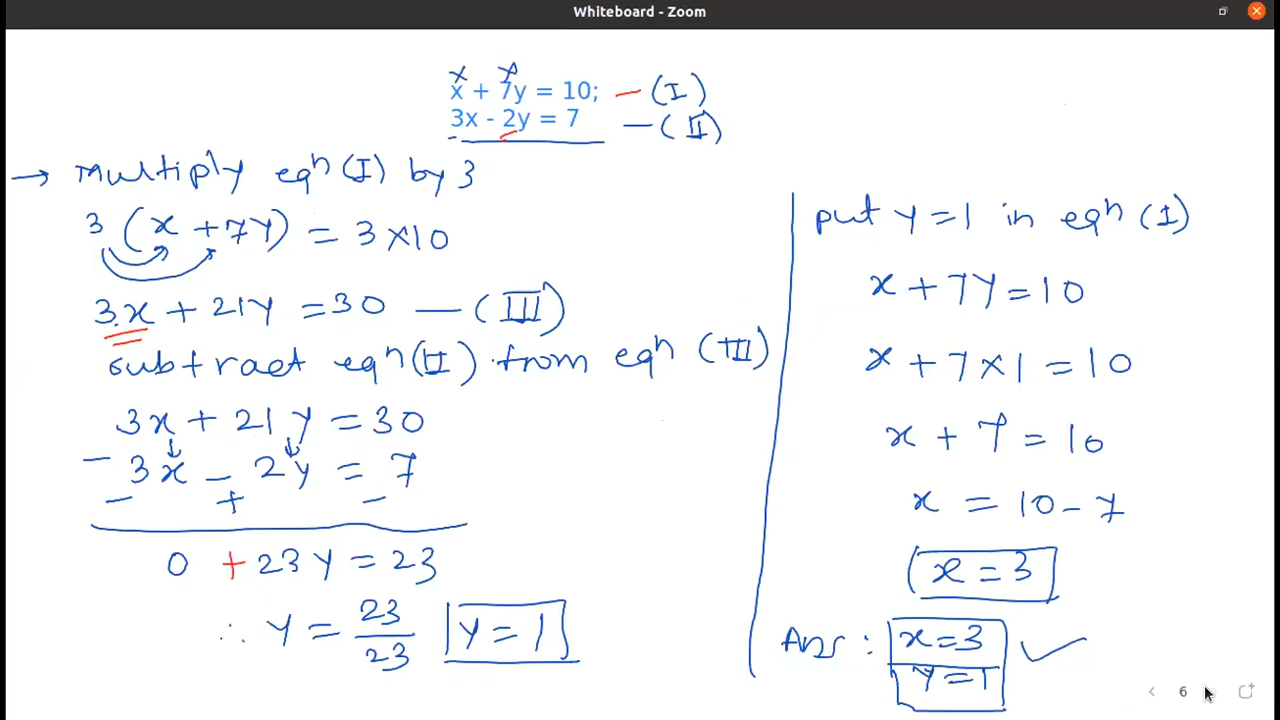 Whiteboard - Zoom
x y
x + 7y = 10; — (I)
3x - 2y = 7 — (II)
→ Multiply eqⁿ (I) by 3
3 (x + 7y) = 3 × 10
3x + 21y = 30 — (III)
subtract eqⁿ (II) from eqⁿ (III)
3x + 21y = 30
- 3x - 2y = 7
- + -
0 + 23y = 23
∴ y = 23/23 y = 1
put y = 1 in eqⁿ (I)
x + 7y = 10
x + 7 × 1 = 10
x + 7 = 10
x = 10 - 7
x = 3
Ans : x = 3 ✓
y = 1
6